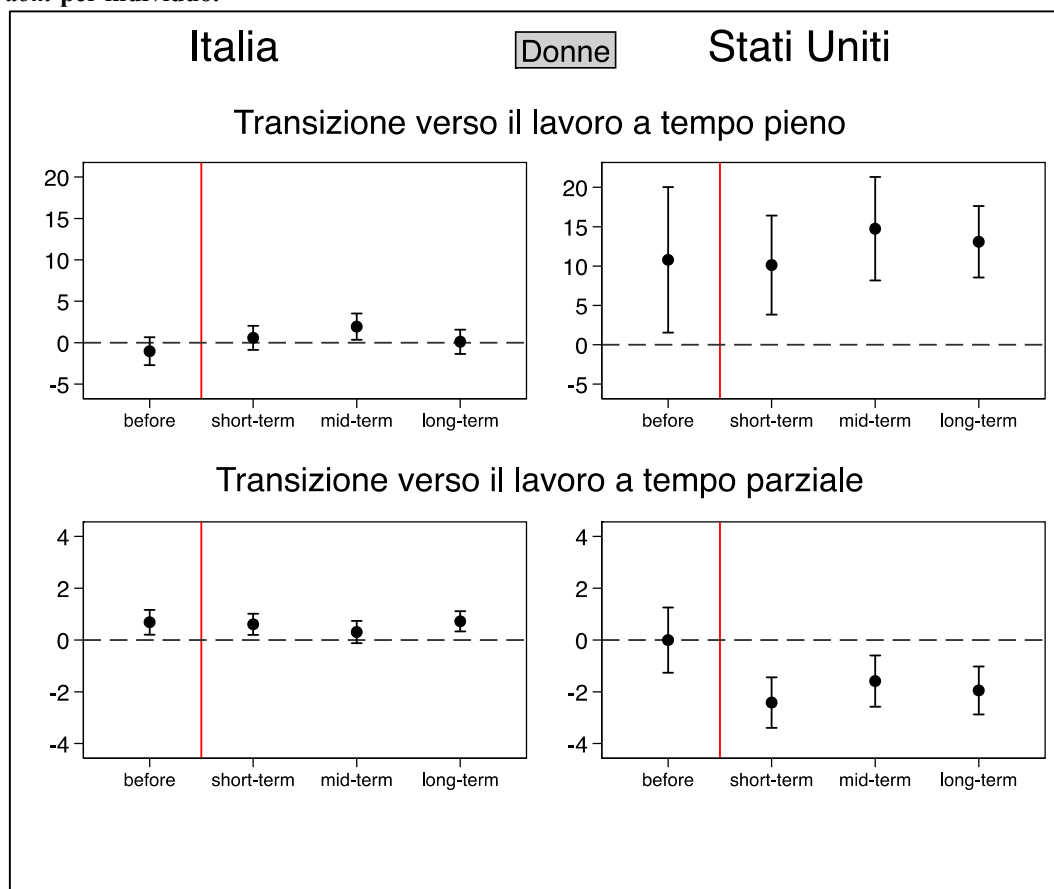 per individuo.
Italia
Donne
Stati Uniti
Transizione verso il lavoro a tempo pieno
20
15
10
5
0
-5
before short-term mid-term long-term
20
15
10
5
0
-5
before short-term mid-term long-term
Transizione verso il lavoro a tempo parziale
4
2
0
-2
-4
before short-term mid-term long-term
4
2
0
-2
-4
before short-term mid-term long-term